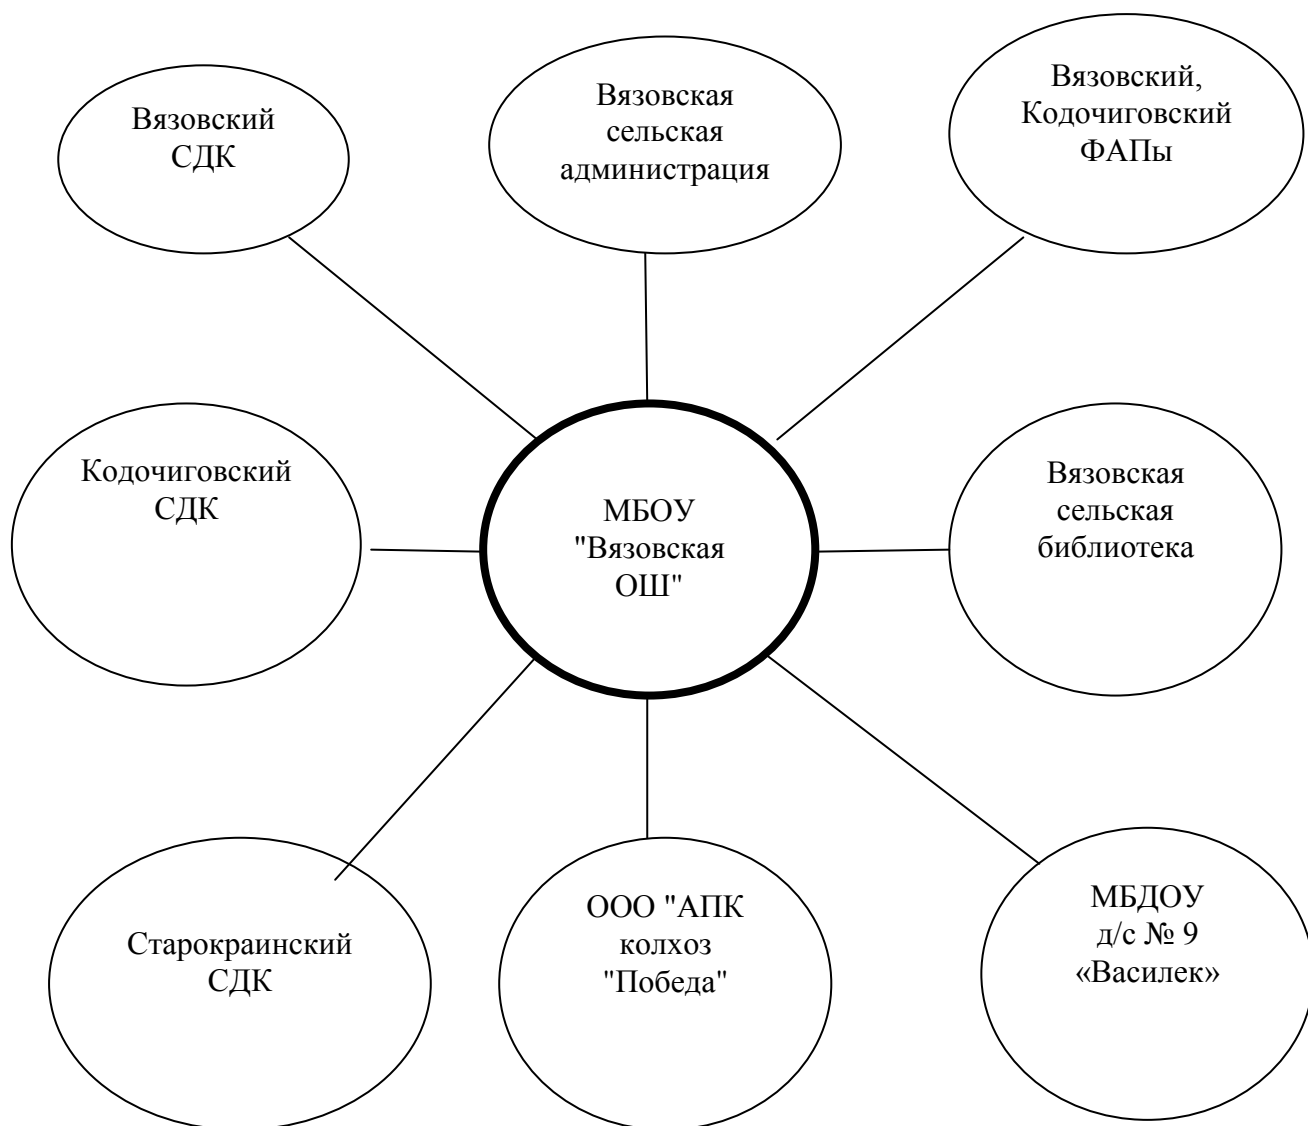 Вязовский
СДК
Вязовская
сельская
администрация
Вязовский,
Кодочиговский
ФАПы
Кодочиговский
СДК
МБОУ
"Вязовская
ОШ"
Вязовская
сельская
библиотека
Старокраинский
СДК
ООО "АПК
колхоз
"Победа"
МБДОУ
д/с № 9
«Василек»